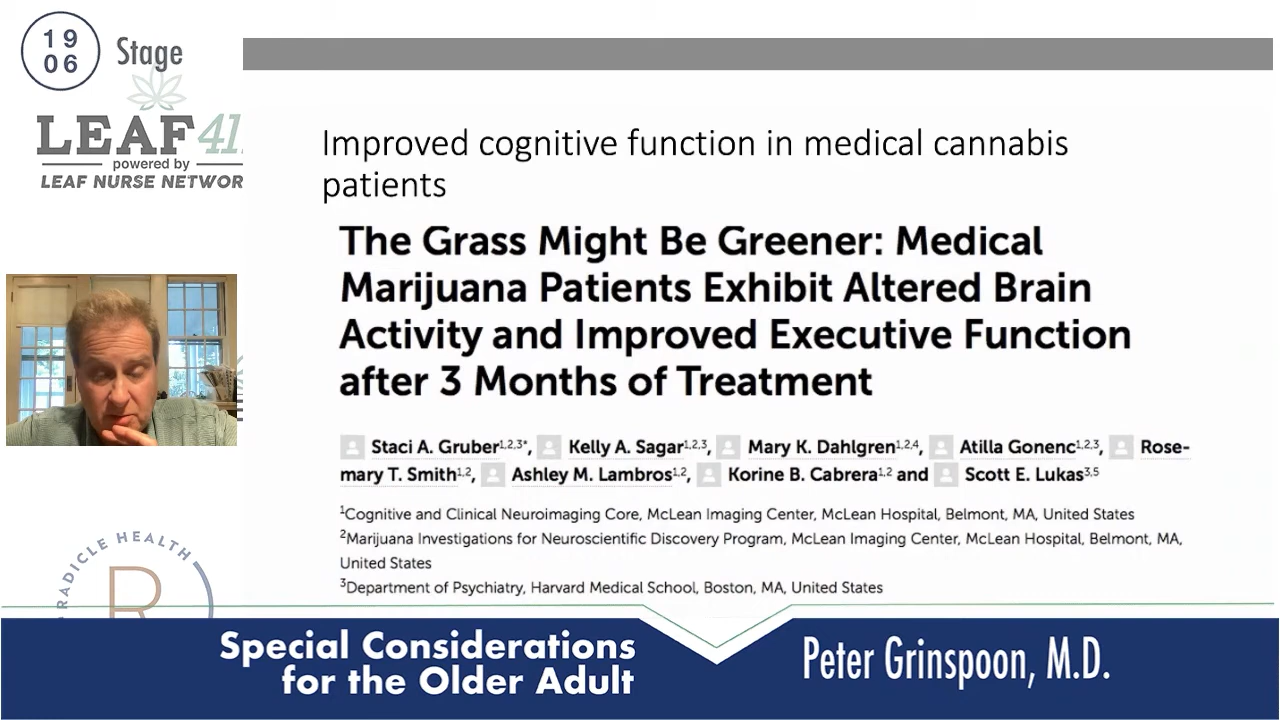 19
06
Stage
LEAF 41
powered by
LEAF NURSE NETWOR
Improved cognitive function in medical cannabis
patients
The Grass Might Be Greener: Medical
Marijuana Patients Exhibit Altered Brain
Activity and Improved Executive Function
after 3 Months of Treatment
Staci A. Gruber1,2,3*, Kelly A. Sagar1,2,3, Mary K. Dahlgren1,2,4, Atilla Gonenc1,2,3, Rose-
mary T. Smith1,2, Ashley M. Lambros1,2, Korine B. Cabrera1,2 and Scott E. Lukas3,5
1Cognitive and Clinical Neuroimaging Core, McLean Imaging Center, McLean Hospital, Belmont, MA, United States
2Marijuana Investigations for Neuroscientific Discovery Program, McLean Imaging Center, McLean Hospital, Belmont, MA,
United States
3Department of Psychiatry, Harvard Medical School, Boston, MA, United States
RADICLE HEALTH
R
Special Considerations
for the Older Adult
Peter Grinspoon, M.D.